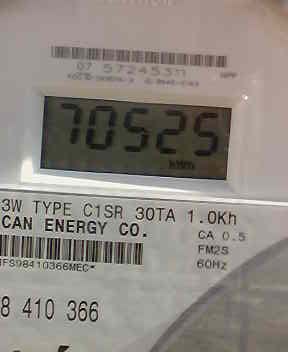 07 57245311
70525
kWh
3W TYPE C1SR 30TA 1.0Kh
CAN ENERGY CO.
CA 0.5
FM2S
60Hz
MFS98410366MEC*
8 410 366